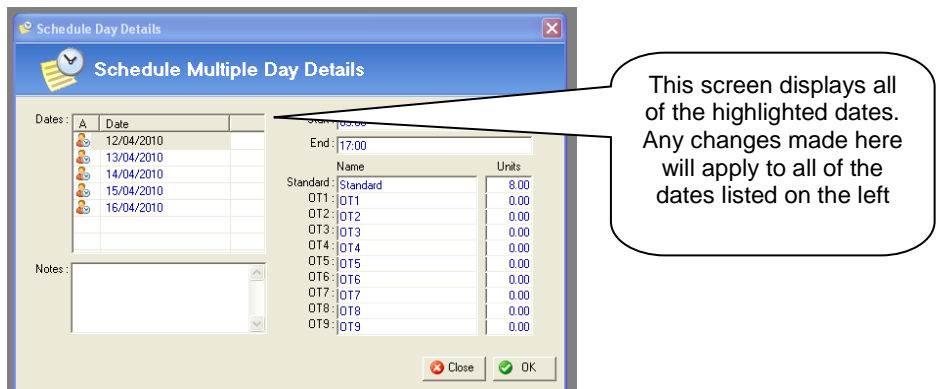 Schedule Day Details
Schedule Multiple Day Details
Dates :
A Date
12/04/2010
13/04/2010
14/04/2010
15/04/2010
16/04/2010
Notes :
End : 17:00
Name Units
Standard : Standard 8.00
OT1 : OT1 0.00
OT2 : OT2 0.00
OT3 : OT3 0.00
OT4 : OT4 0.00
OT5 : OT5 0.00
OT6 : OT6 0.00
OT7 : OT7 0.00
OT8 : OT8 0.00
OT9 : OT9 0.00
Close OK
This screen displays all
of the highlighted dates.
Any changes made here
will apply to all of the
dates listed on the left